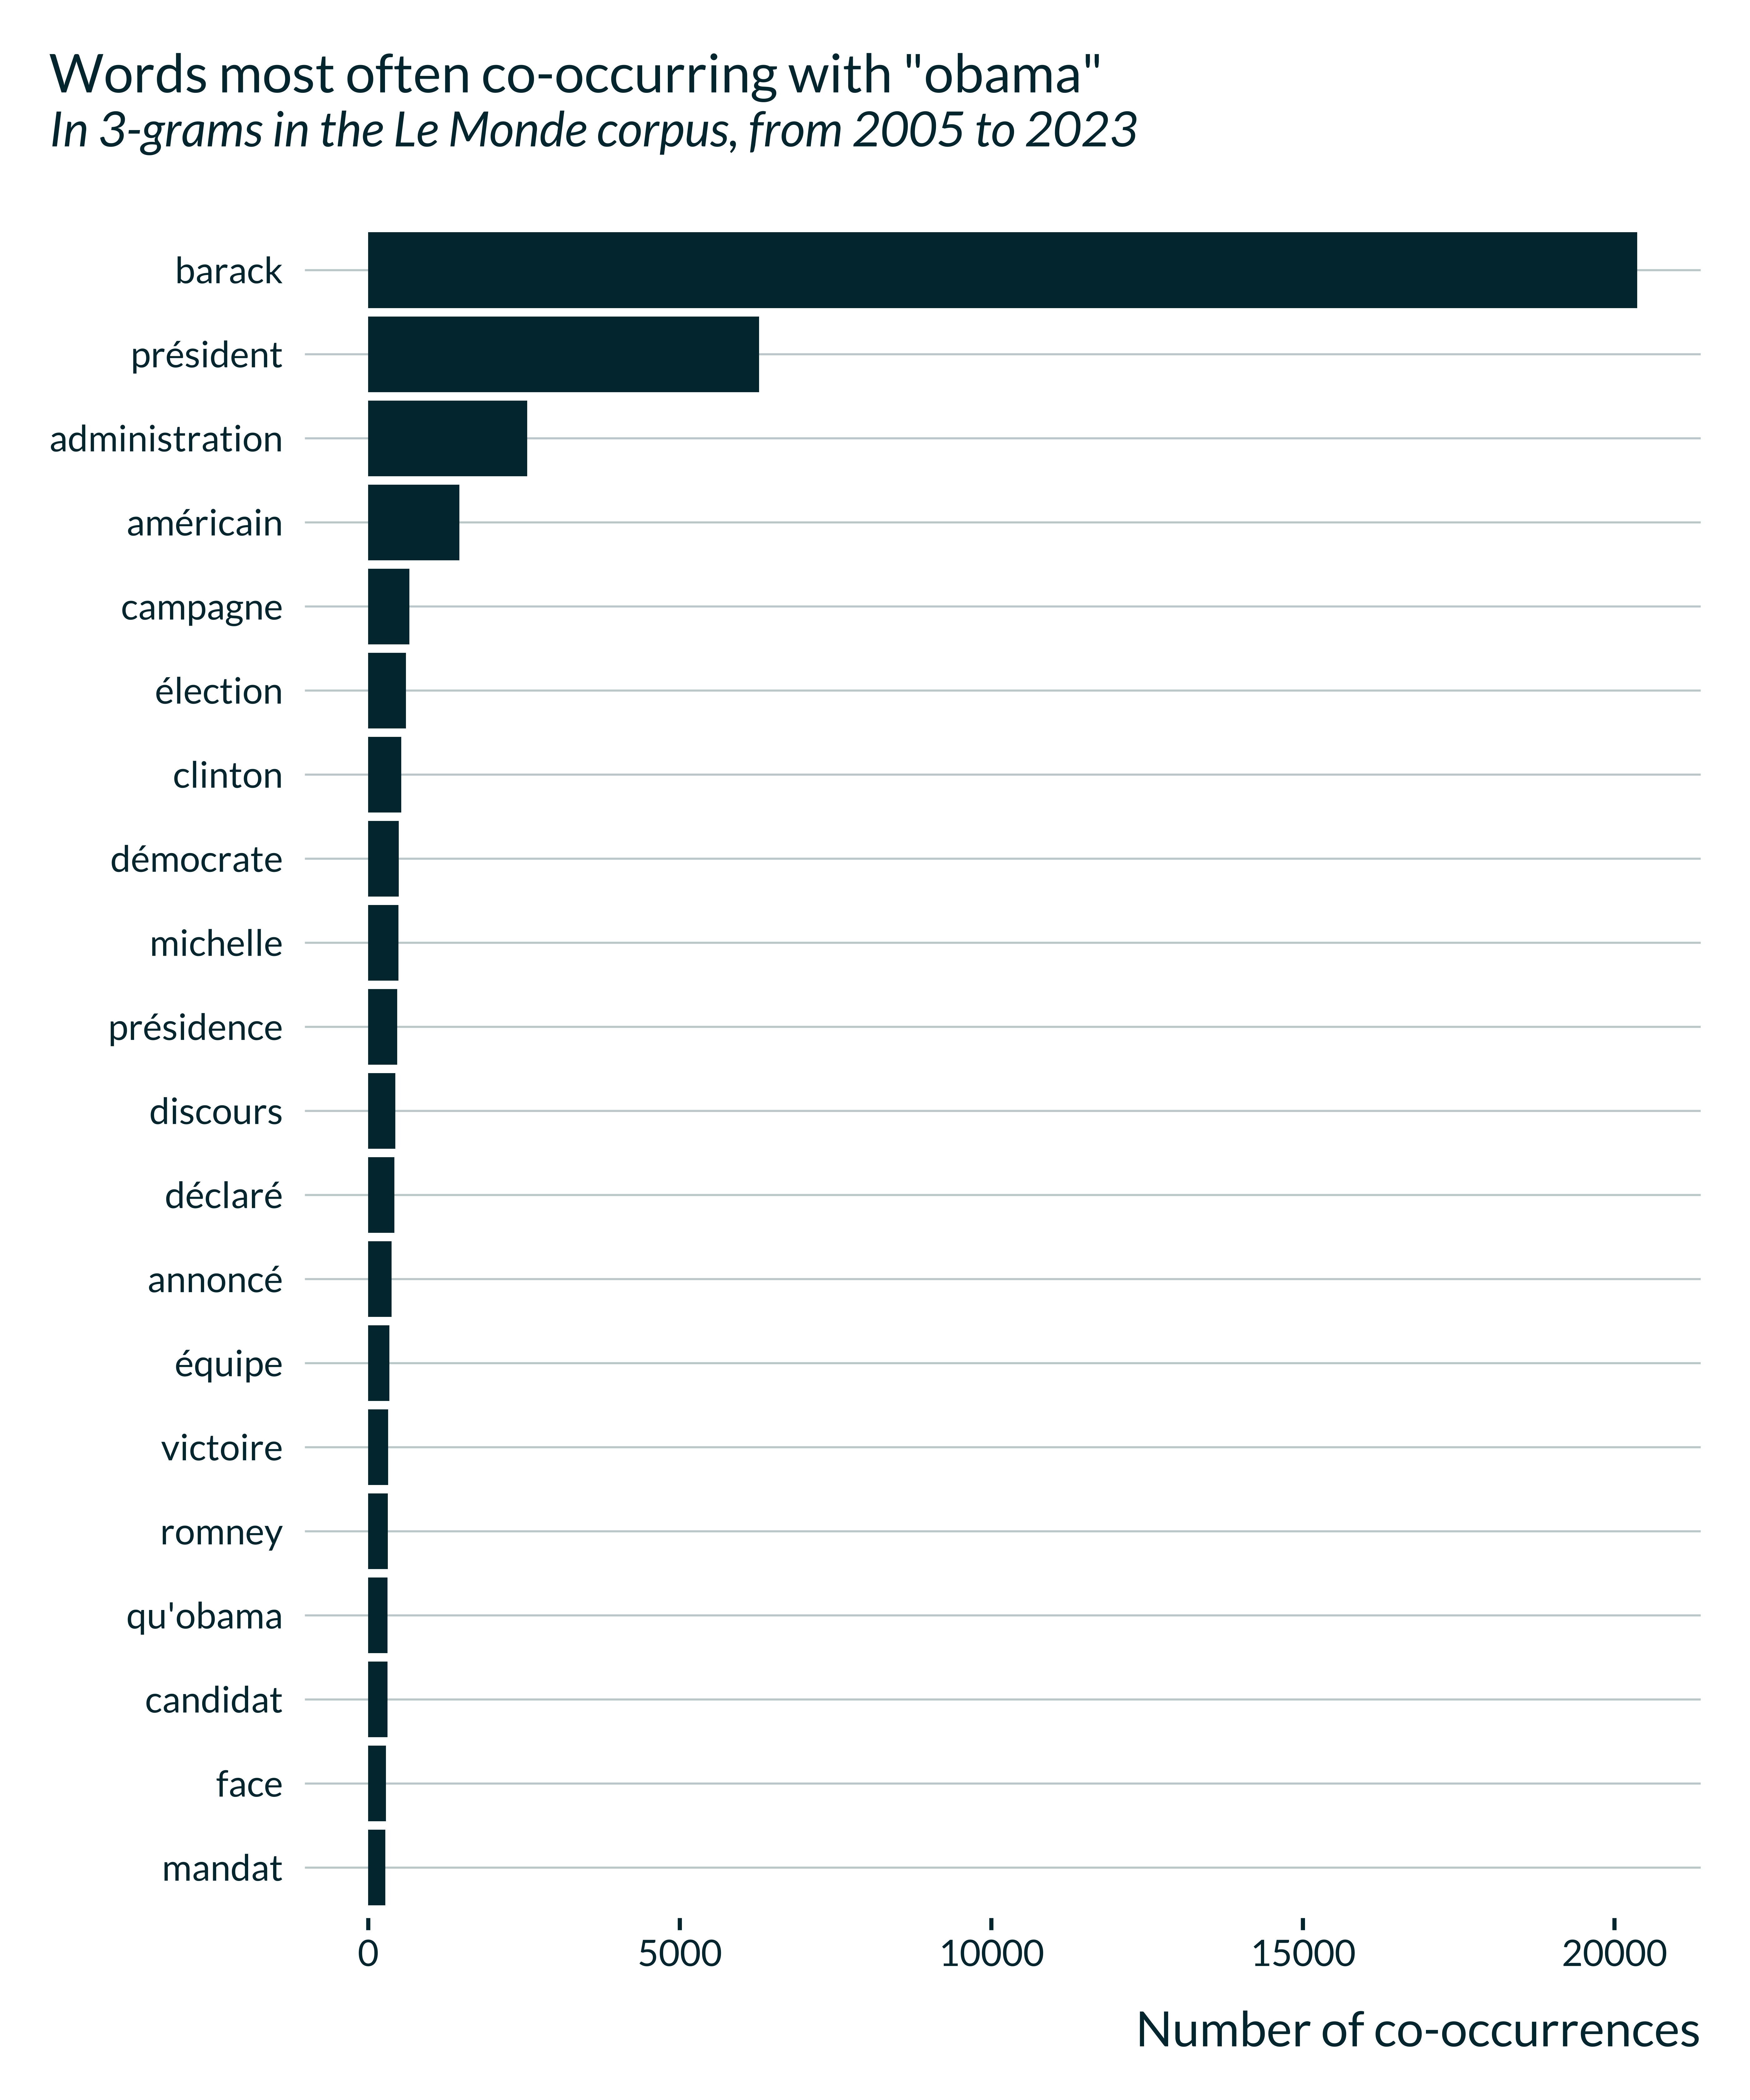 Words most often co-occurring with "obama"
In 3-grams in the Le Monde corpus, from 2005 to 2023
barack
président
administration
américain
campagne
élection
clinton
démocrate
michelle
présidence
discours
déclaré
annoncé
équipe
victoire
romney
qu'obama
candidat
face
mandat
0 5000 10000 15000 20000
Number of co-occurrences